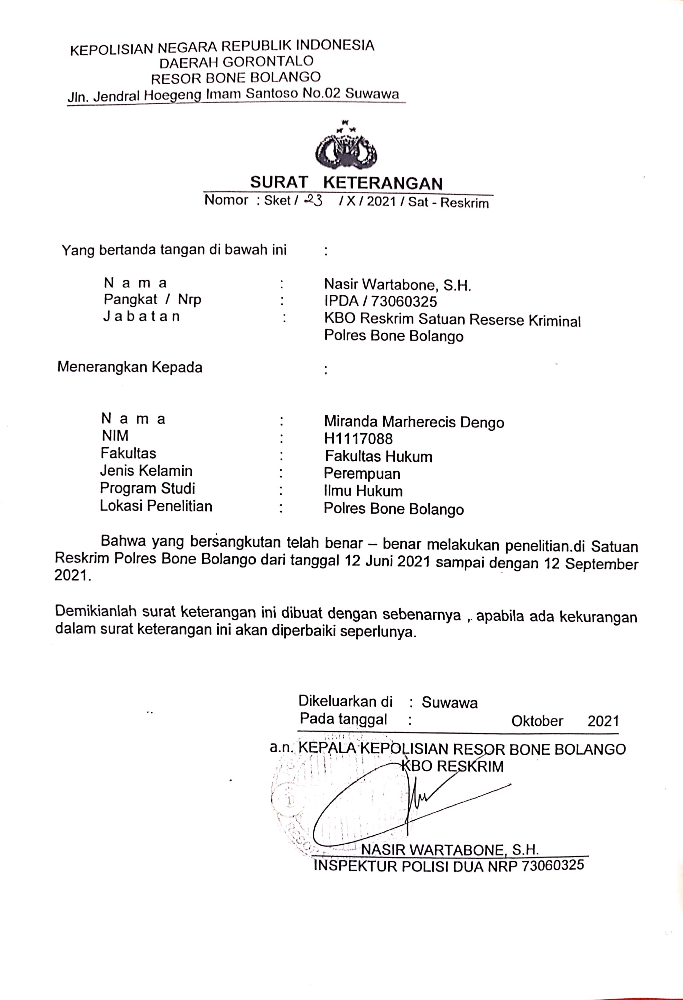 KEPOLISIAN NEGARA REPUBLIK INDONESIA
DAERAH GORONTALO
RESOR BONE BOLANGO
Jln. Jendral Hoegeng Imam Santoso No.02 Suwawa
SURAT KETERANGAN
Nomor : Sket / 23 / X / 2021 / Sat - Reskrim
Yang bertanda tangan di bawah ini :
N a m a : Nasir Wartabone, S.H.
Pangkat / Nrp : IPDA / 73060325
J a b a t a n : KBO Reskrim Satuan Reserse Kriminal
Polres Bone Bolango
Menerangkan Kepada :
N a m a : Miranda Marherecis Dengo
NIM : H1117088
Fakultas : Fakultas Hukum
Jenis Kelamin : Perempuan
Program Studi : Ilmu Hukum
Lokasi Penelitian : Polres Bone Bolango
Bahwa yang bersangkutan telah benar – benar melakukan penelitian.di Satuan
Reskrim Polres Bone Bolango dari tanggal 12 Juni 2021 sampai dengan 12 September
2021.
Demikianlah surat keterangan ini dibuat dengan sebenarnya , apabila ada kekurangan
dalam surat keterangan ini akan diperbaiki seperlunya.
Dikeluarkan di : Suwawa
Pada tanggal : Oktober 2021
a.n. KEPALA KEPOLISIAN RESOR BONE BOLANGO
KBO RESKRIM
RESOR
NASIR WARTABONE, S.H.
INSPEKTUR POLISI DUA NRP 73060325